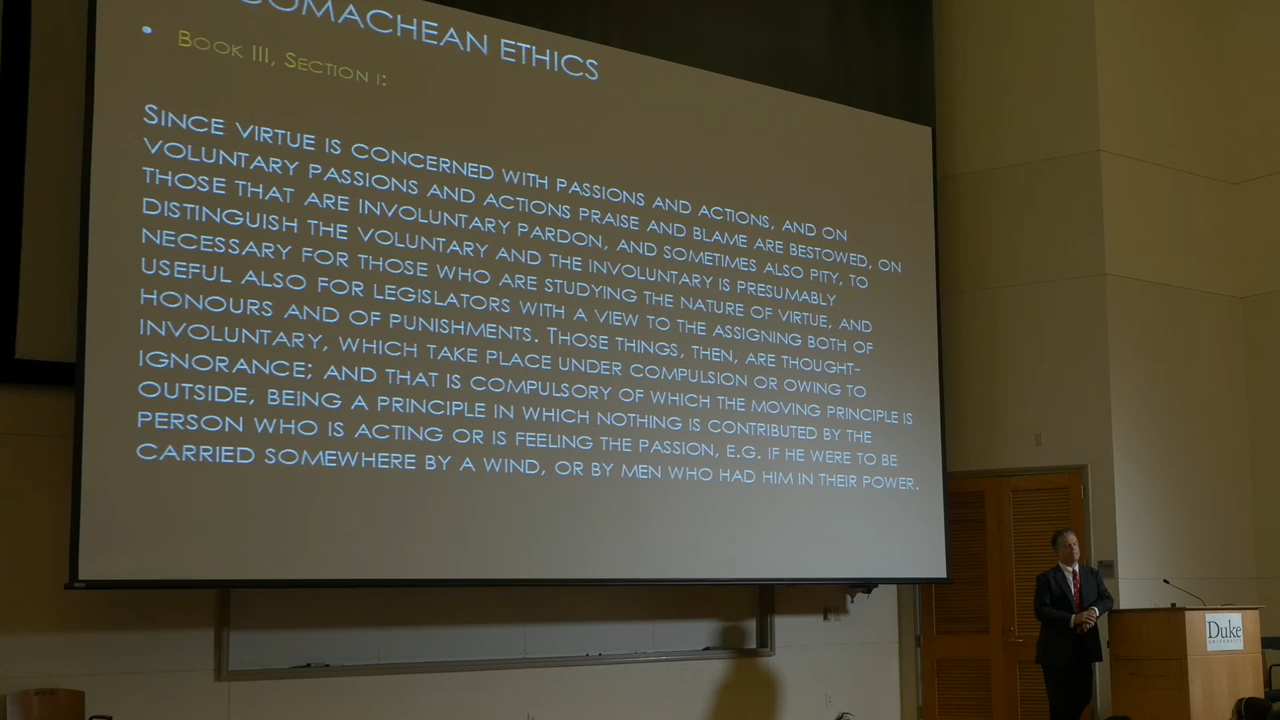 OMACHEAN ETHICS
• BOOK III, SECTION I:
SINCE VIRTUE IS CONCERNED WITH PASSIONS AND ACTIONS, AND ON
VOLUNTARY PASSIONS AND ACTIONS PRAISE AND BLAME ARE BESTOWED, ON
THOSE THAT ARE INVOLUNTARY PARDON, AND SOMETIMES ALSO PITY, TO
DISTINGUISH THE VOLUNTARY AND THE INVOLUNTARY IS PRESUMABLY
NECESSARY FOR THOSE WHO ARE STUDYING THE NATURE OF VIRTUE, AND
USEFUL ALSO FOR LEGISLATORS WITH A VIEW TO THE ASSIGNING BOTH OF
HONOURS AND OF PUNISHMENTS. THOSE THINGS, THEN, ARE THOUGHT-
INVOLUNTARY, WHICH TAKE PLACE UNDER COMPULSION OR OWING TO
IGNORANCE; AND THAT IS COMPULSORY OF WHICH THE MOVING PRINCIPLE IS
OUTSIDE, BEING A PRINCIPLE IN WHICH NOTHING IS CONTRIBUTED BY THE
PERSON WHO IS ACTING OR IS FEELING THE PASSION, E.G. IF HE WERE TO BE
CARRIED SOMEWHERE BY A WIND, OR BY MEN WHO HAD HIM IN THEIR POWER.
Duke
UNIVERSITY